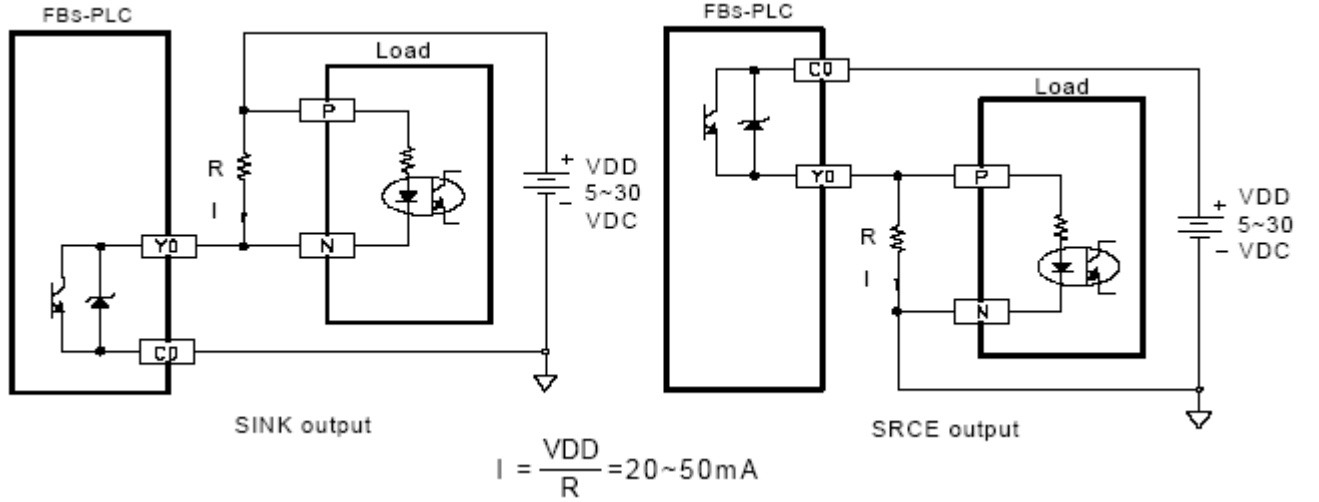 FBs-PLC
Load
P
R
I
N
Y0
C0
+ VDD
5~30
– VDC
SINK output
FBs-PLC
C0
Load
Y0
P
R
I
N
+ VDD
5~30
– VDC
SRCE output
I = VDD/R =20~50mA